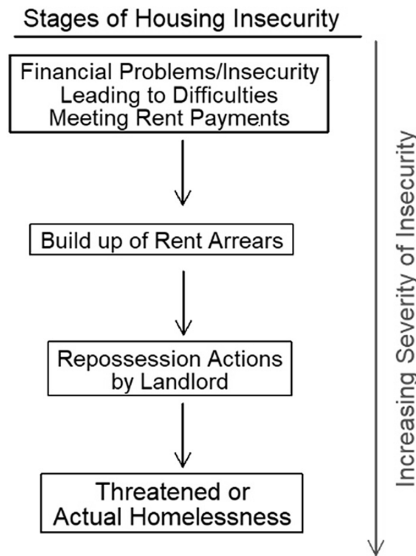 Stages of Housing Insecurity
Financial Problems/Insecurity
Leading to Difficulties
Meeting Rent Payments
Build up of Rent Arrears
Repossession Actions
by Landlord
Threatened or
Actual Homelessness
Increasing Severity of Insecurity